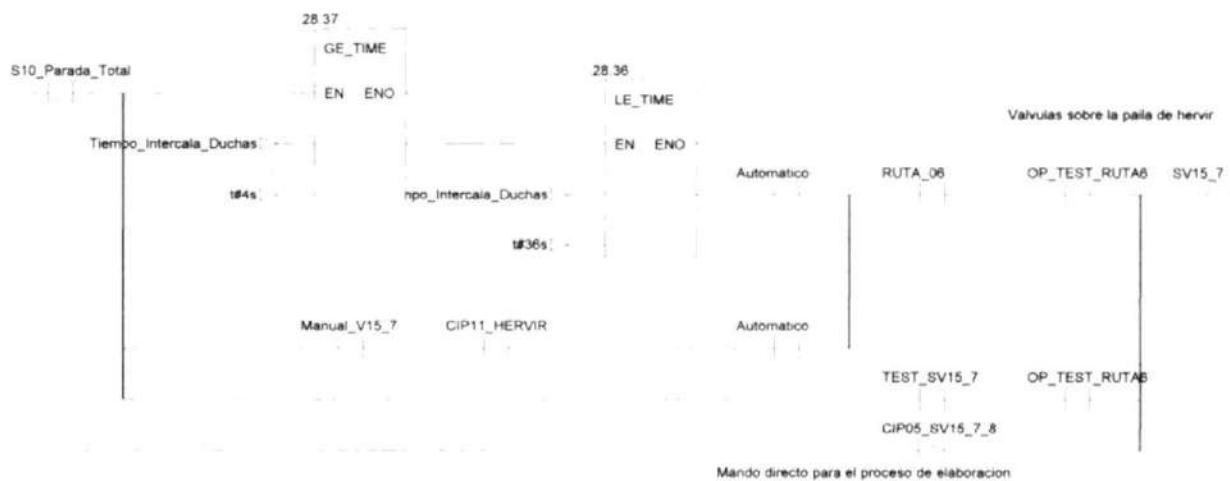 28.37
GE_TIME
S10_Parada_Total
28.36
EN ENO
LE_TIME
Valvulas sobre la paila de hervir
Tiempo_Intercala_Duchas
EN ENO
Automatico RUTA_06 OP_TEST_RUTA6 SV15_7
t#4s
npo_Intercala_Duchas
t#36s
Manual_V15_7 CIP11_HERVIR Automatico
TEST_SV15_7 OP_TEST_RUTA6
CIP05_SV15_7_8
Mando directo para el proceso de elaboracion